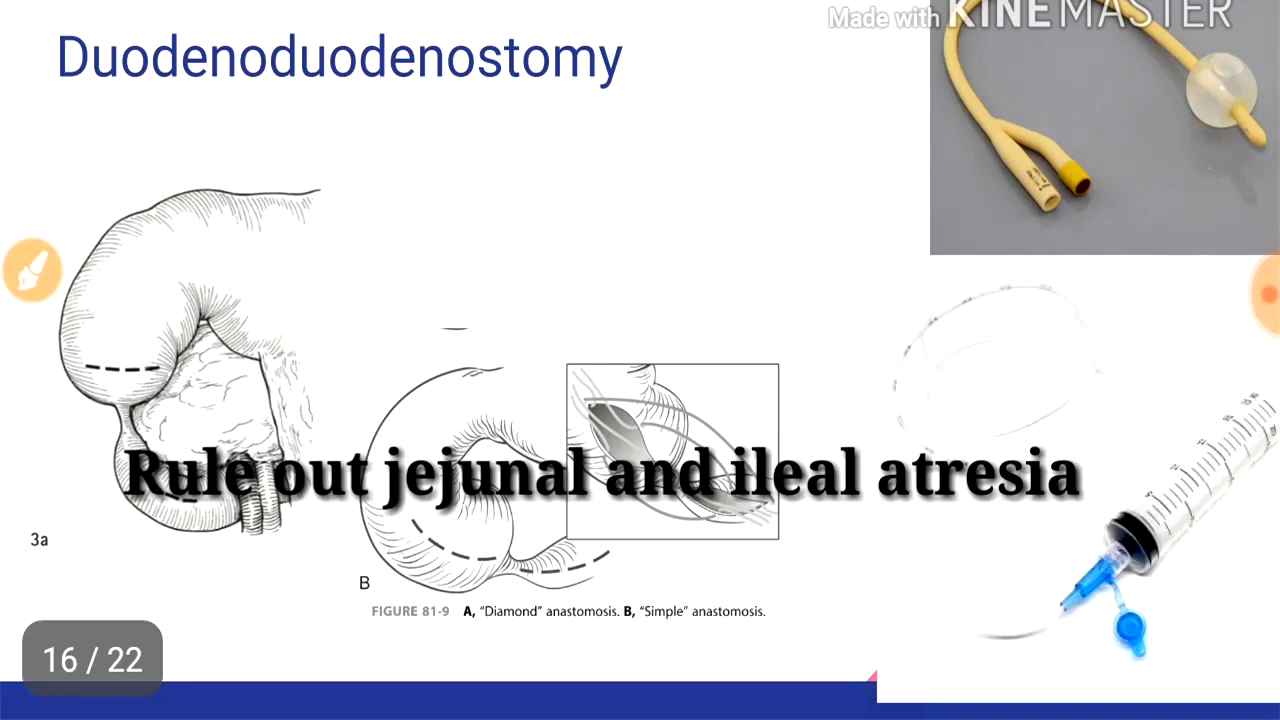 Made with KINEMASTER
Duodenoduodenostomy
Rule out jejunal and ileal atresia
3a
B
FIGURE 81-9 A, “Diamond” anastomosis. B, “Simple” anastomosis.
16 / 22